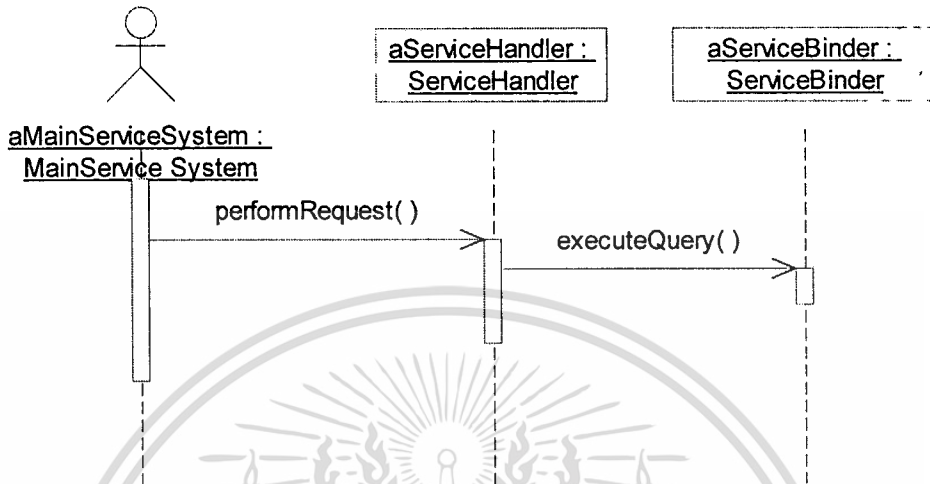 aServiceHandler :
ServiceHandler
aServiceBinder :
ServiceBinder
aMainServiceSystem :
MainService System
performRequest( )
executeQuery( )